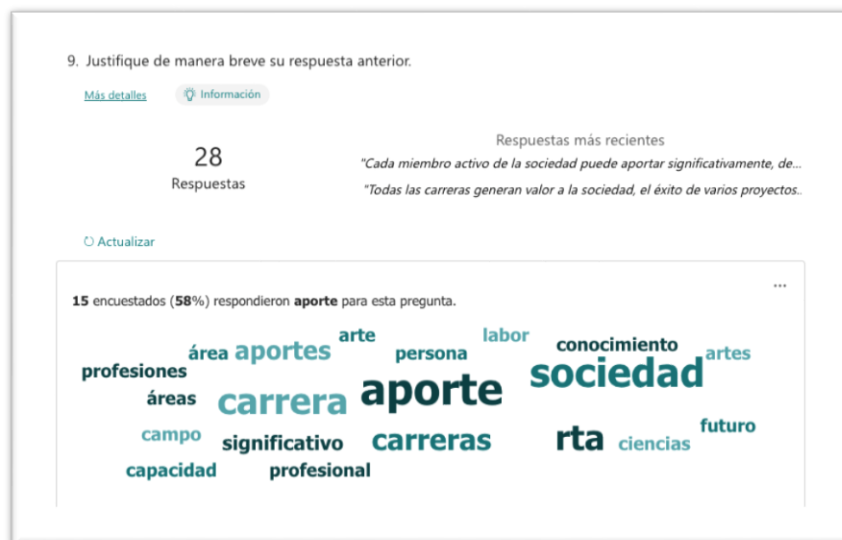 9. Justifique de manera breve su respuesta anterior.
Más detalles
Información
28
Respuestas
Respuestas más recientes
"Cada miembro activo de la sociedad puede aportar significativamente, de...
"Todas las carreras generan valor a la sociedad, el éxito de varios proyectos..
Actualizar
...
15 encuestados (58%) respondieron aporte para esta pregunta.
arte
labor
conocimiento
área
aportes
persona
artes
profesiones
sociedad
áreas
carrera
aporte
futuro
campo
significativo
carreras
rta
ciencias
capacidad
profesional